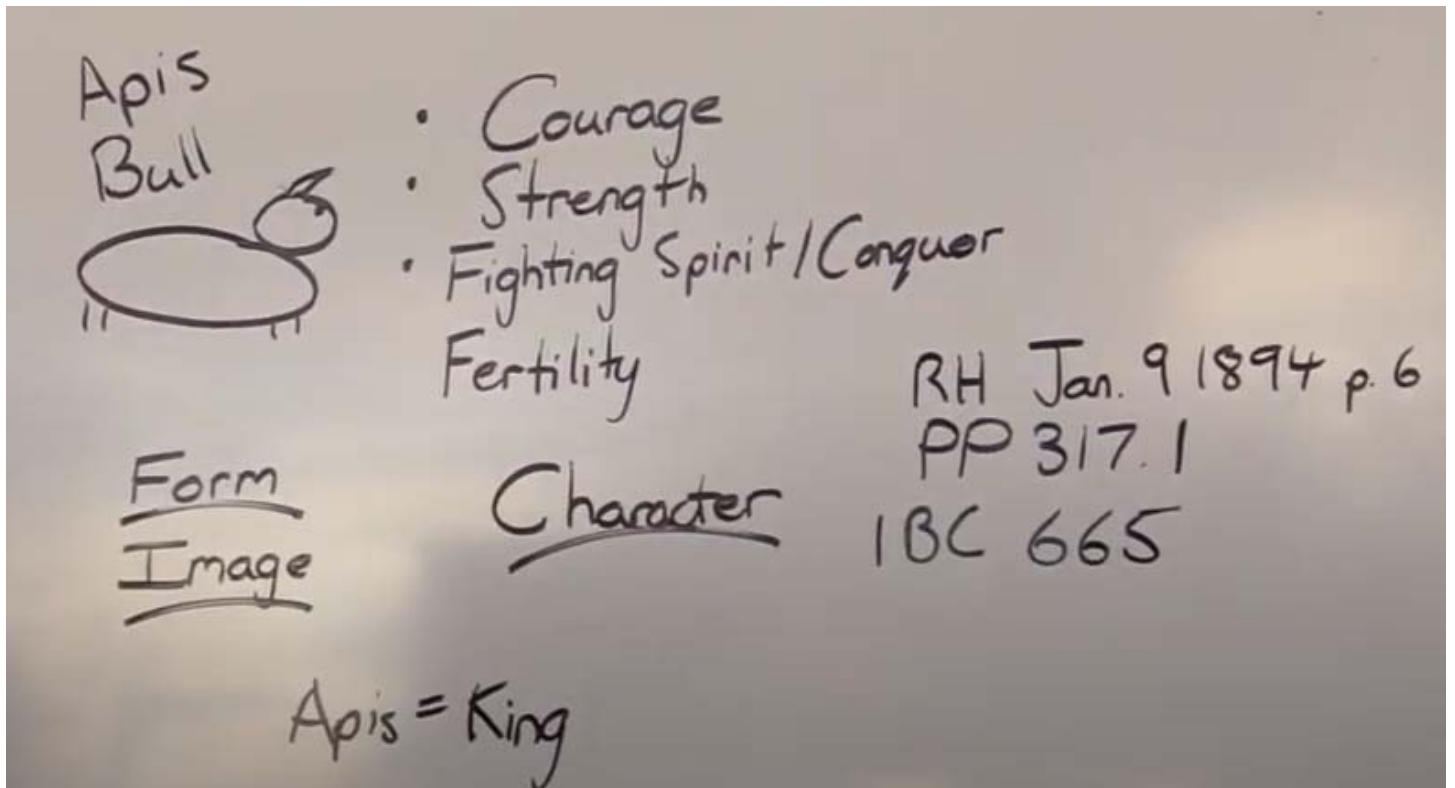 Apis
Bull
• Courage
• Strength
• Fighting Spirit/Conquer
Fertility
RH Jan. 9 1894 p. 6
PP 317.1
1BC 665
Form
Image
Character
Apis = King